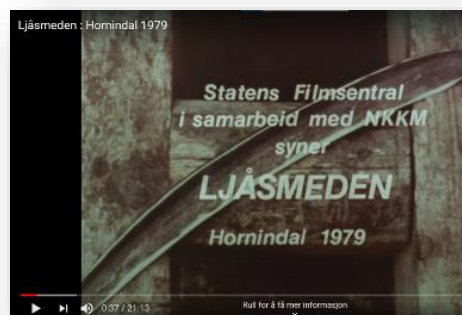 Ljåsmeden : Hornindal 1979
Statens Filmsentral
i samarbeid med NKKM
syner
LJÅSMEDEN
Hornindal 1979
0:37 / 21:13
Rull for å få mer informasjon